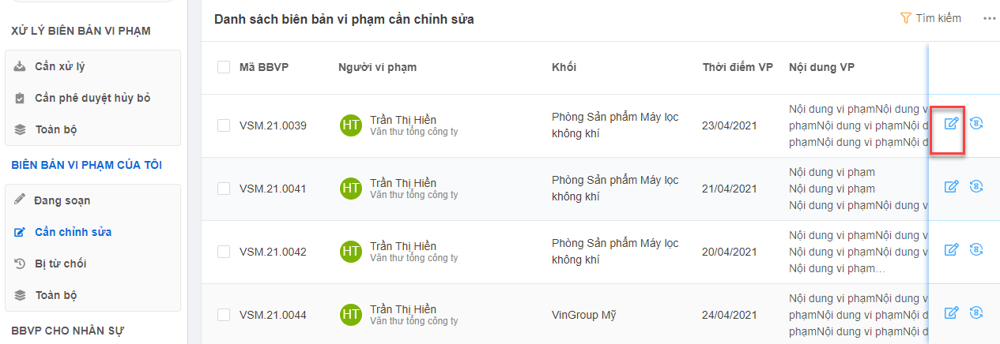 XỬ LÝ BIÊN BẢN VI PHẠM
Cần xử lý
Cần phê duyệt hủy bỏ
Toàn bộ
BIÊN BẢN VI PHẠM CỦA TÔI
Đang soạn
Cần chỉnh sửa
Bị từ chối
Toàn bộ
BBVP CHO NHÂN SỰ
Danh sách biên bản vi phạm cần chỉnh sửa
Tìm kiếm
Mã BBVP Người vi phạm Khối Thời điểm VP Nội dung VP
VSM.21.0039
HT
Trần Thị Hiền
Văn thư tổng công ty
Phòng Sản phẩm Máy lọc
không khí
23/04/2021
Nội dung vi phạmNội dung v
phạmNội dung vi phạmNội d
phạmNội dung vi phạmNội d
VSM.21.0041
HT
Trần Thị Hiền
Văn thư tổng công ty
Phòng Sản phẩm Máy lọc
không khí
21/04/2021
Nội dung vi phạm
Nội dung vi phạm
Nội dung vi phạmNội dung v
VSM.21.0042
HT
Trần Thị Hiền
Văn thư tổng công ty
Phòng Sản phẩm Máy lọc
không khí
20/04/2021
Nội dung vi phạmNội dung v
Nội dung vi phạmNội dung v
Nội dung vi phạm…
VSM.21.0044
HT
Trần Thị Hiền
Văn thư tổng công ty
VinGroup Mỹ
24/04/2021
Nội dung vi phạmNội dung v
phạmNội dung vi phạmNội d
phạmNội dung vi phạmNội d